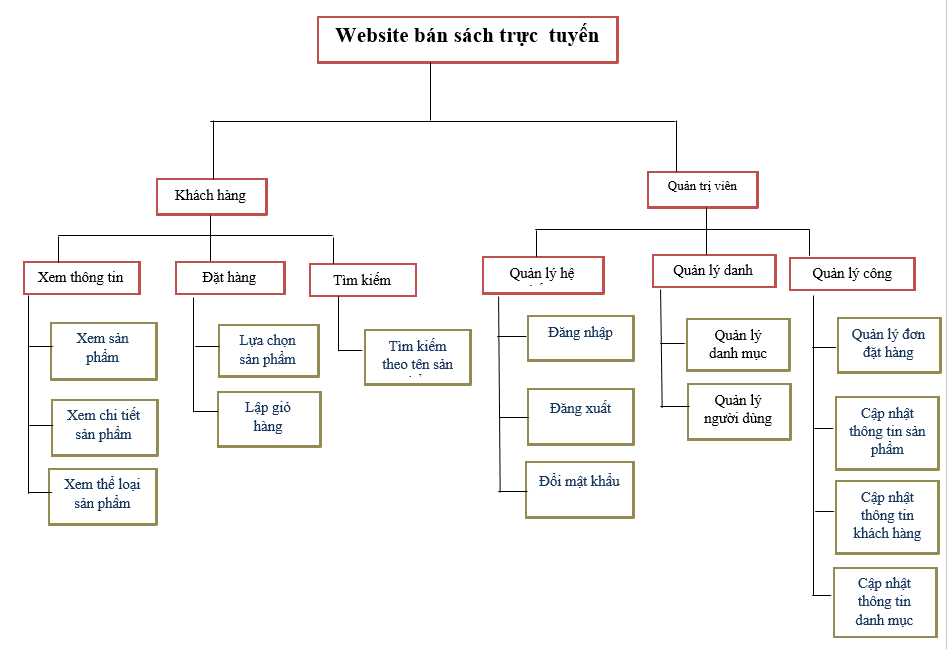 Website bán sách trực tuyến
Khách hàng
Quản trị viên
Xem thông tin
Đặt hàng
Tìm kiếm
Quản lý hệ
Quản lý danh
Quản lý công
Xem sản
phẩm
Xem chi tiết
sản phẩm
Xem thể loại
sản phẩm
Lựa chọn
sản phẩm
Lập giỏ
hàng
Tìm kiếm
theo tên sản
Đăng nhập
Đăng xuất
Đổi mật khẩu
Quản lý
danh mục
Quản lý
người dùng
Quản lý đơn
đặt hàng
Cập nhật
thông tin sản
phẩm
Cập nhật
thông tin
khách hàng
Cập nhật
thông tin
danh mục